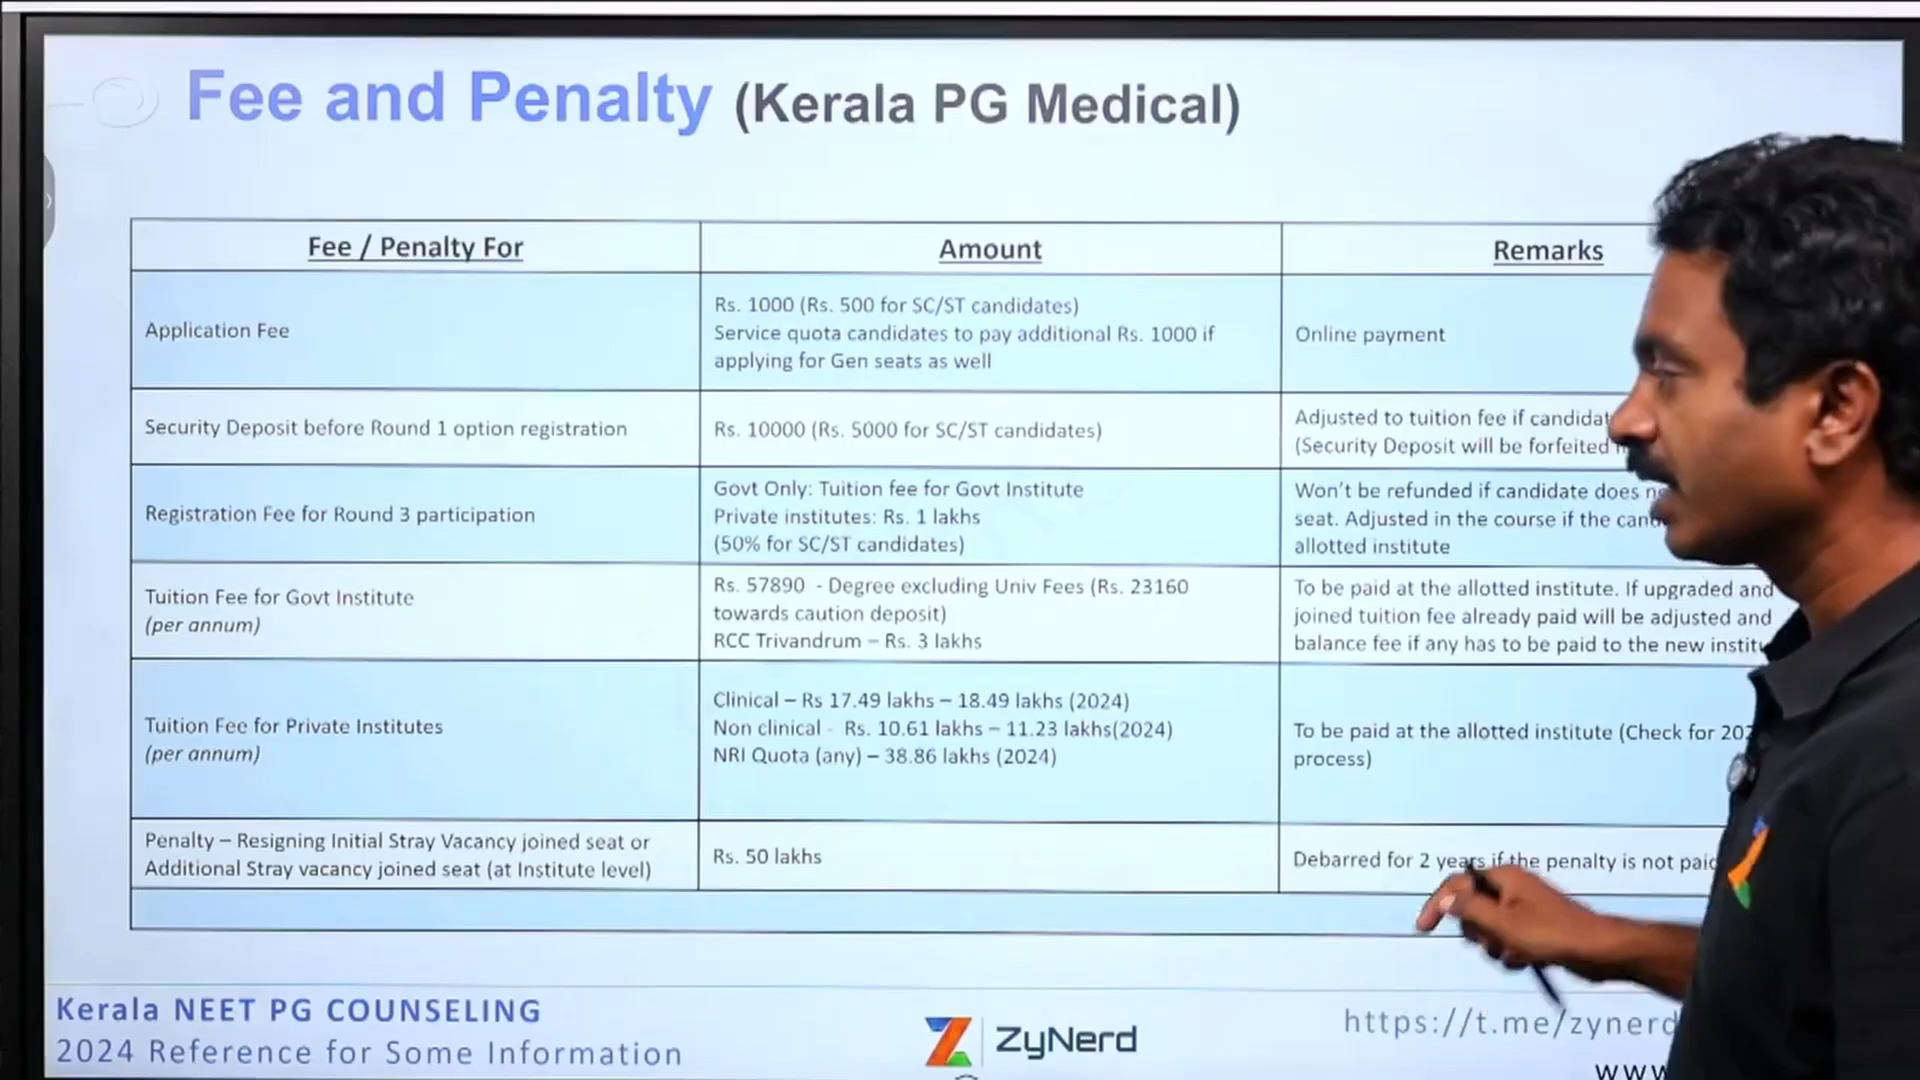 Fee and Penalty (Kerala PG Medical)
Fee / Penalty For
Amount
Remarks
Application Fee
Rs. 1000 (Rs. 500 for SC/ST candidates)
Service quota candidates to pay additional Rs. 1000 if
applying for Gen seats as well
Online payment
Security Deposit before Round 1 option registration
Rs. 10000 (Rs. 5000 for SC/ST candidates)
Adjusted to tuition fee if
(Security Deposit will be forfeited
Registration Fee for Round 3 participation
Govt Only: Tuition fee for Govt Institute
Private institutes: Rs. 1 lakhs
(50% for SC/ST candidates)
Won't be refunded if candidate does
seat. Adjusted in the course if the
allotted institute
Tuition Fee for Govt Institute
(per annum)
Rs. 57890 - Degree excluding Univ Fees (Rs. 23160
towards caution deposit)
RCC Trivandrum – Rs. 3 lakhs
To be paid at the allotted institute. If upgraded and
joined tuition fee already paid will be adjusted and
balance fee if any has to be paid to the new
Tuition Fee for Private Institutes
(per annum)
Clinical – Rs 17.49 lakhs – 18.49 lakhs (2024)
Non clinical - Rs. 10.61 lakhs – 11.23 lakhs(2024)
NRI Quota (any) – 38.86 lakhs (2024)
To be paid at the allotted institute (Check for
process)
Penalty – Resigning Initial Stray Vacancy joined seat or
Additional Stray vacancy joined seat (at Institute level)
Rs. 50 lakhs
Debarred for 2 years if the penalty is not paid
Kerala NEET PG COUNSELING
2024 Reference for Some Information
ZyNerd
https://t.me/zynerd
www